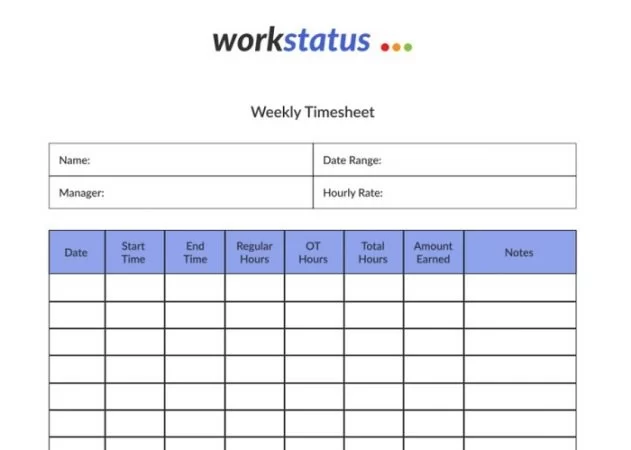 workstatus
Weekly Timesheet
Name: Date Range:
Manager: Hourly Rate:
Date Start Time End Time Regular Hours OT Hours Total Hours Amount Earned Notes